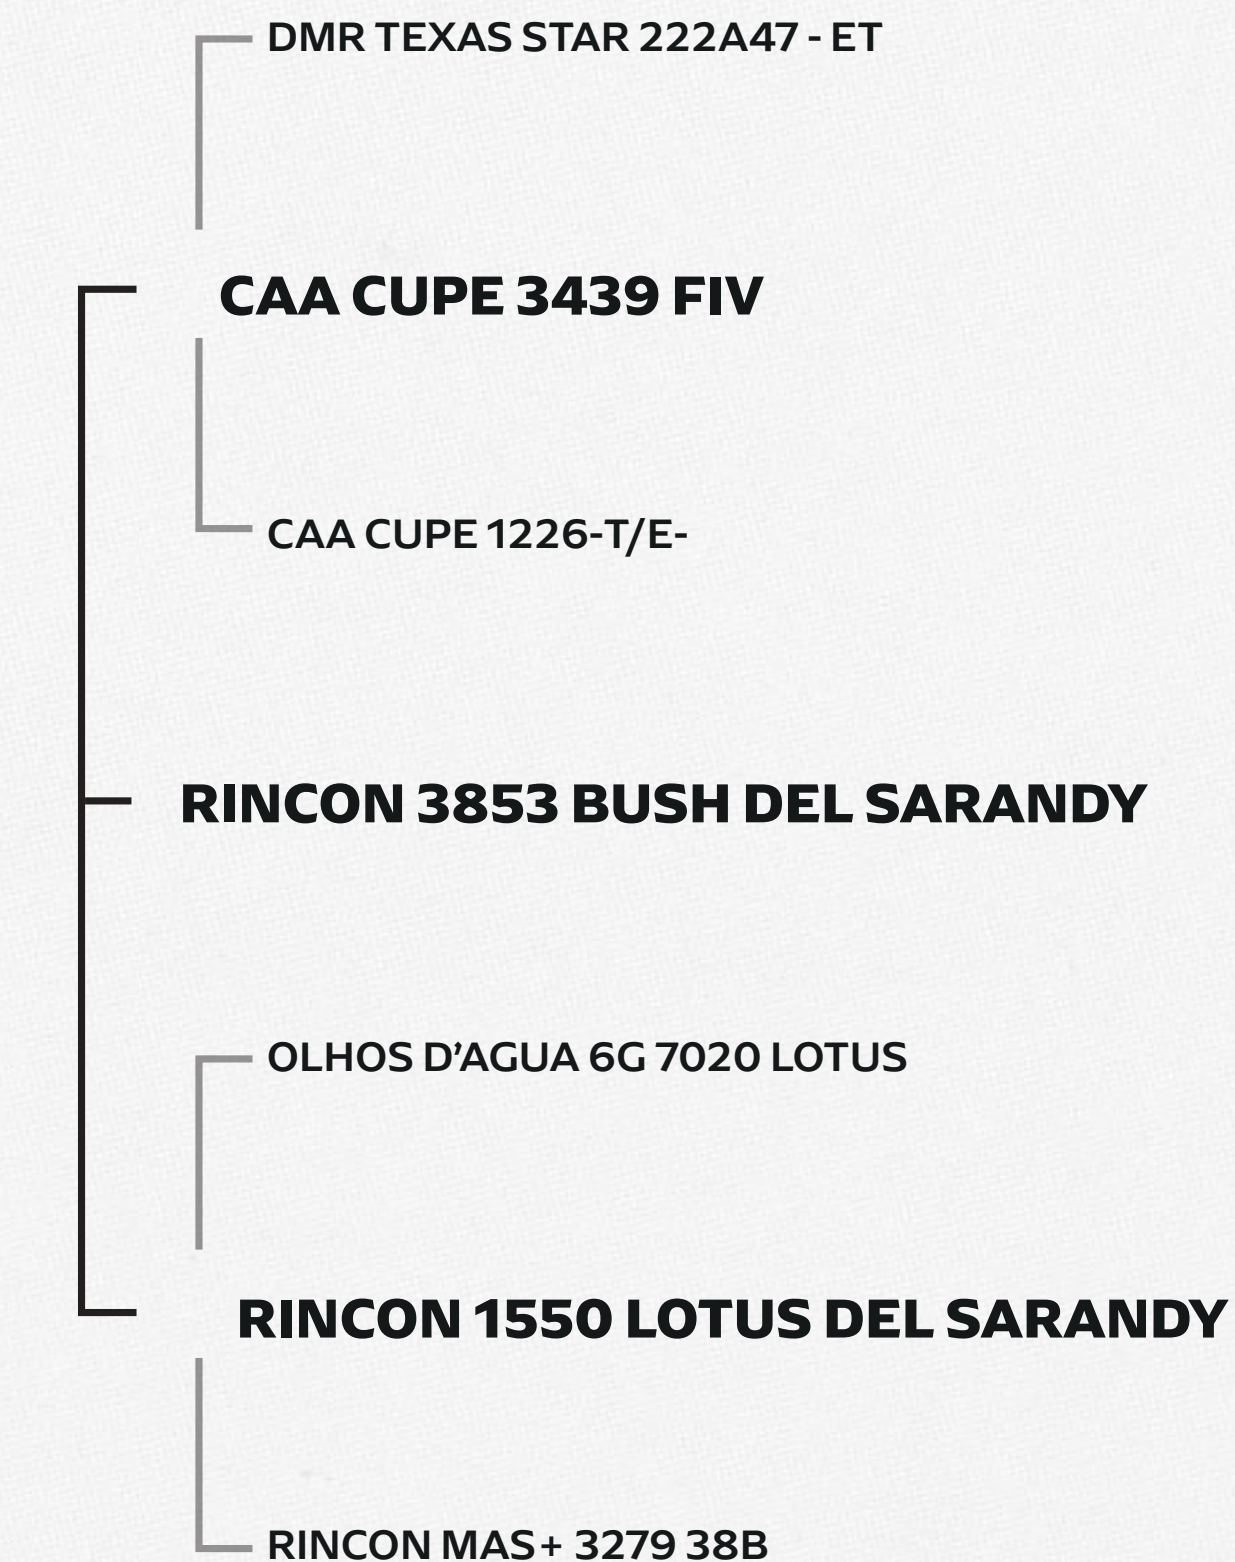 DMR TEXAS STAR 222A47 - ET
CAA CUPE 3439 FIV
CAA CUPE 1226-T/E-
RINCON 3853 BUSH DEL SARANDY
OLHOS D’AGUA 6G 7020 LOTUS
RINCON 1550 LOTUS DEL SARANDY
RINCON MAS+ 3279 38B